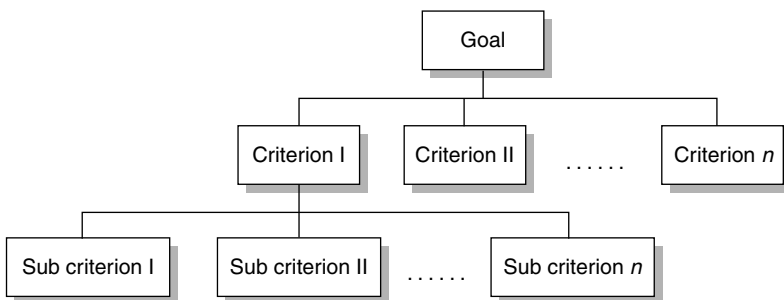 Goal
Criterion I
Criterion II
......
Criterion n
Sub criterion I
Sub criterion II
......
Sub criterion n